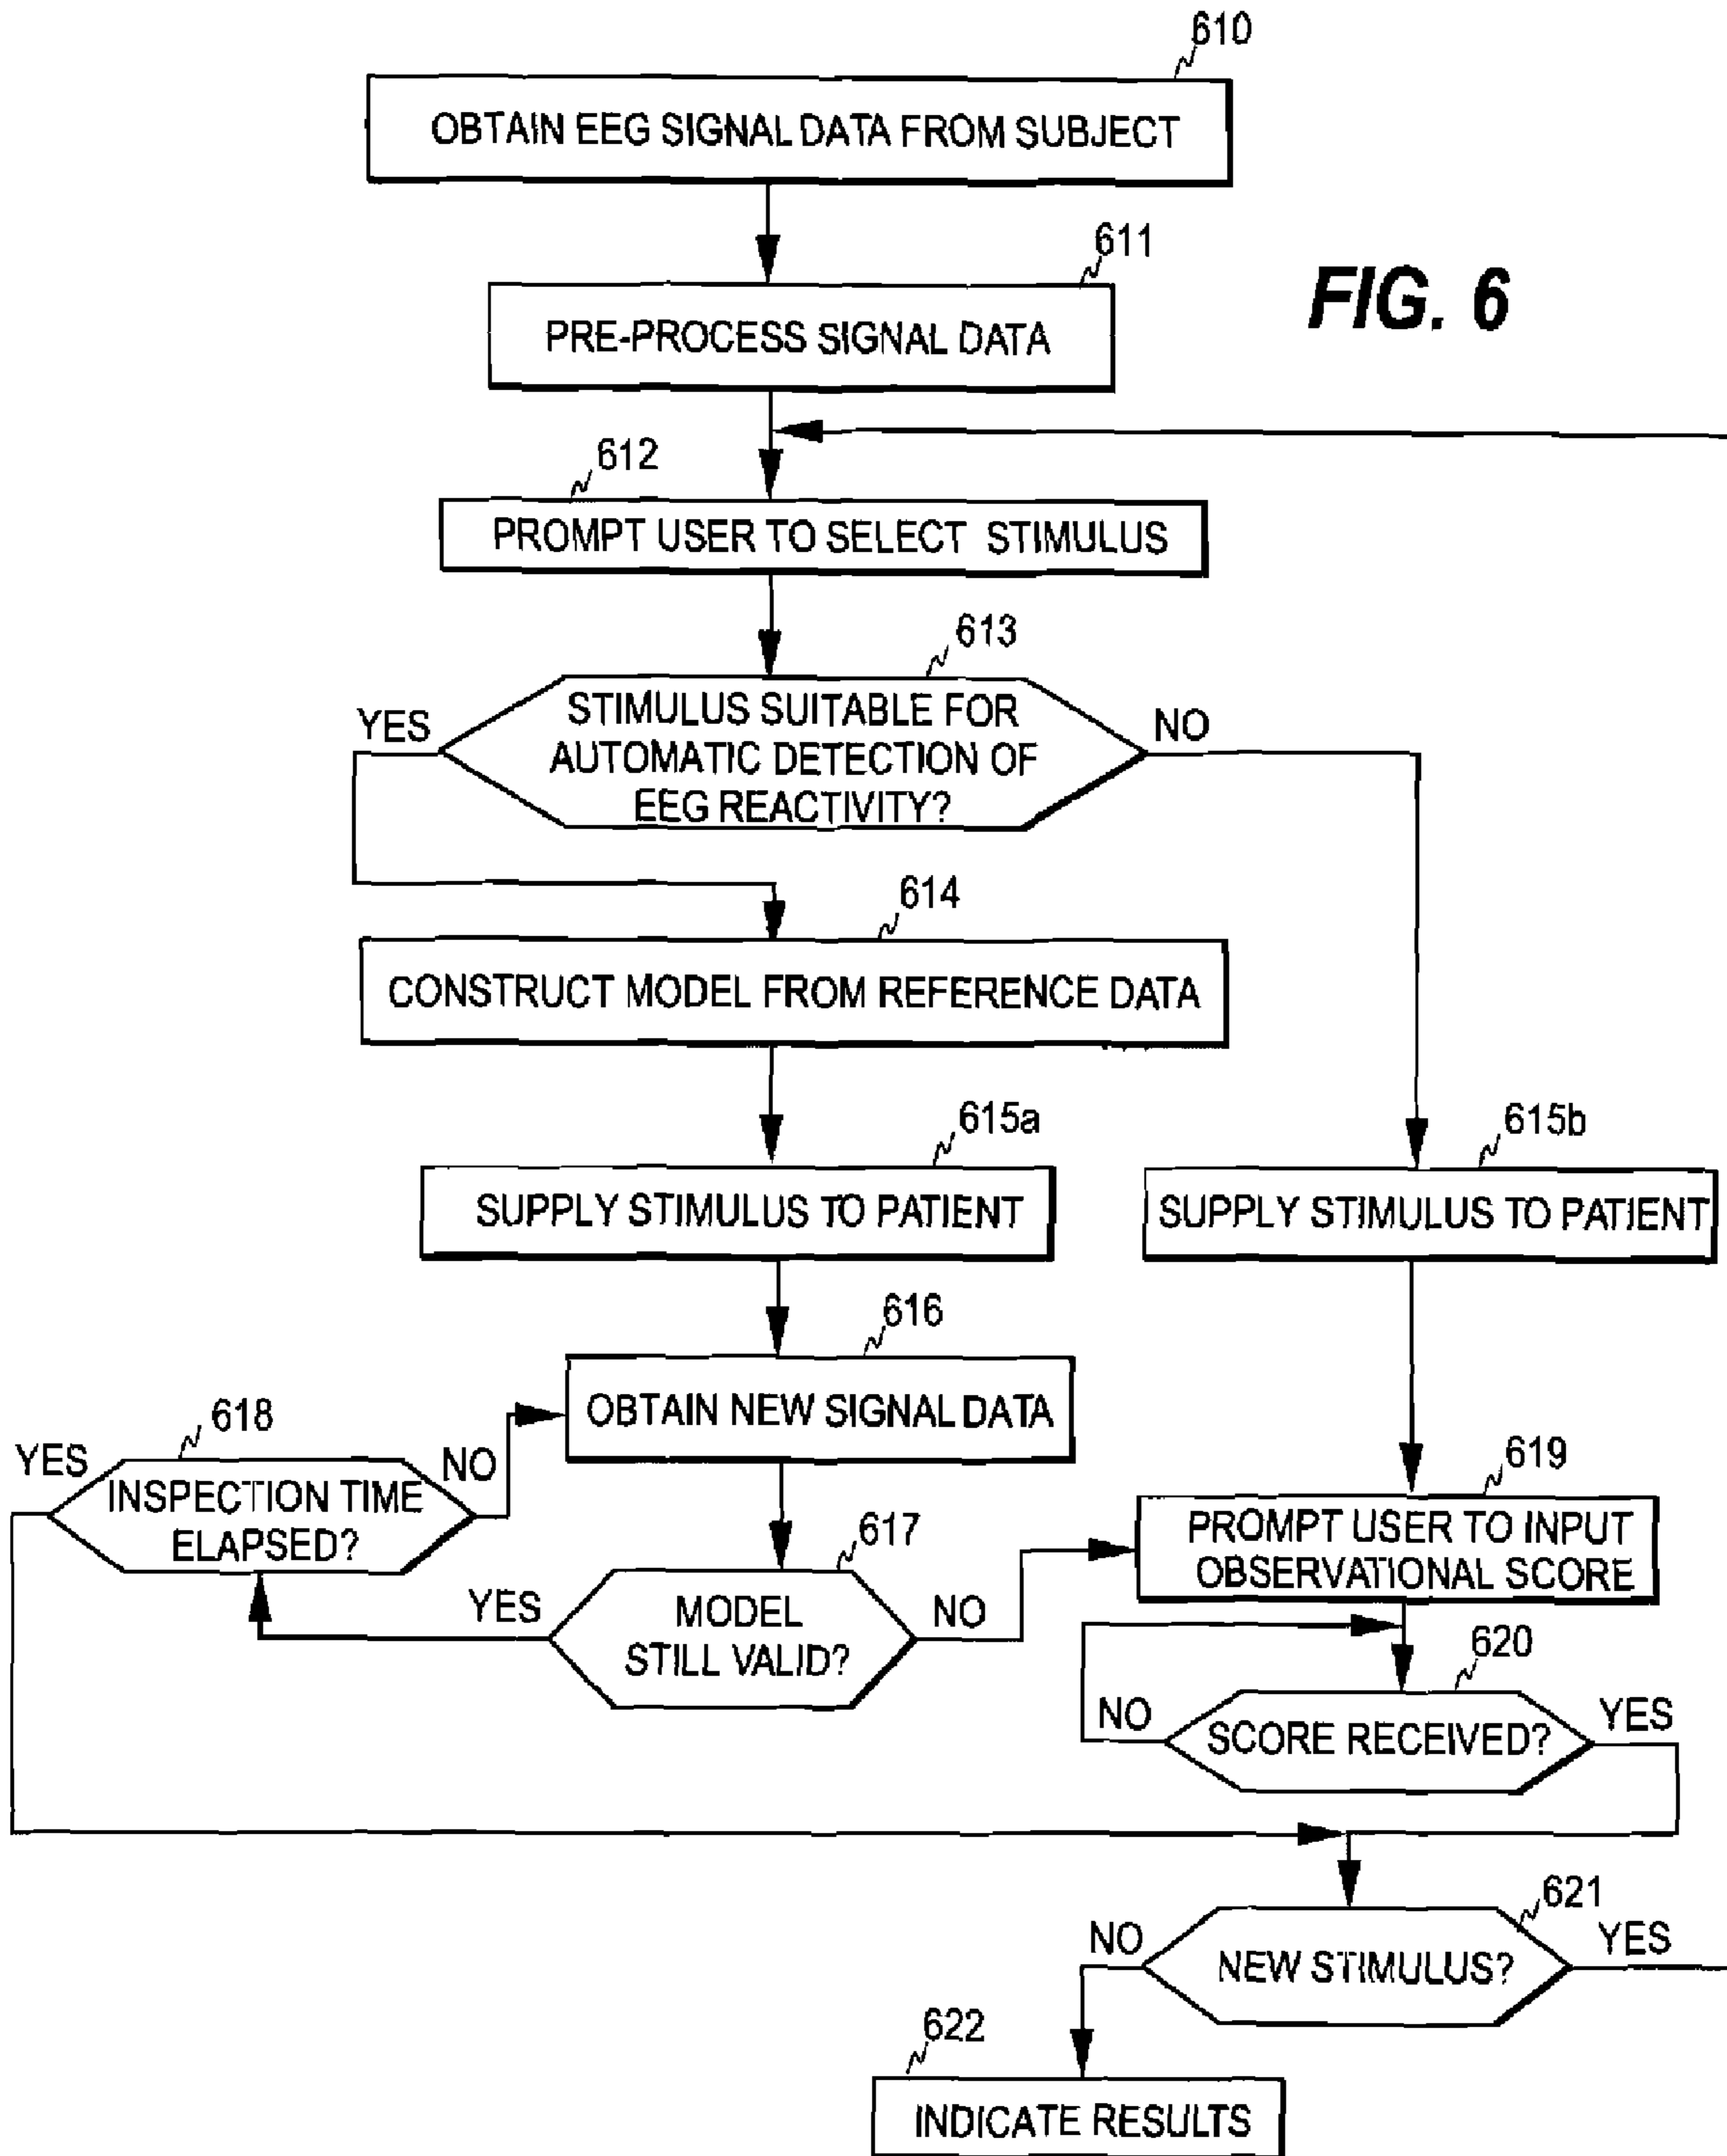 610
OBTAIN EEG SIGNAL DATA FROM SUBJECT
611
FIG. 6
PRE-PROCESS SIGNAL DATA
612
PROMPT USER TO SELECT STIMULUS
613
YES
STIMULUS SUITABLE FOR
AUTOMATIC DETECTION OF
EEG REACTIVITY?
NO
614
CONSTRUCT MODEL FROM REFERENCE DATA
615a
SUPPLY STIMULUS TO PATIENT
615b
SUPPLY STIMULUS TO PATIENT
616
OBTAIN NEW SIGNAL DATA
618
YES
INSPECTION TIME
ELAPSED?
NO
617
YES
MODEL
STILL VALID?
NO
619
PROMPT USER TO INPUT
OBSERVATIONAL SCORE
620
NO
SCORE RECEIVED?
YES
621
NO
NEW STIMULUS?
YES
622
INDICATE RESULTS